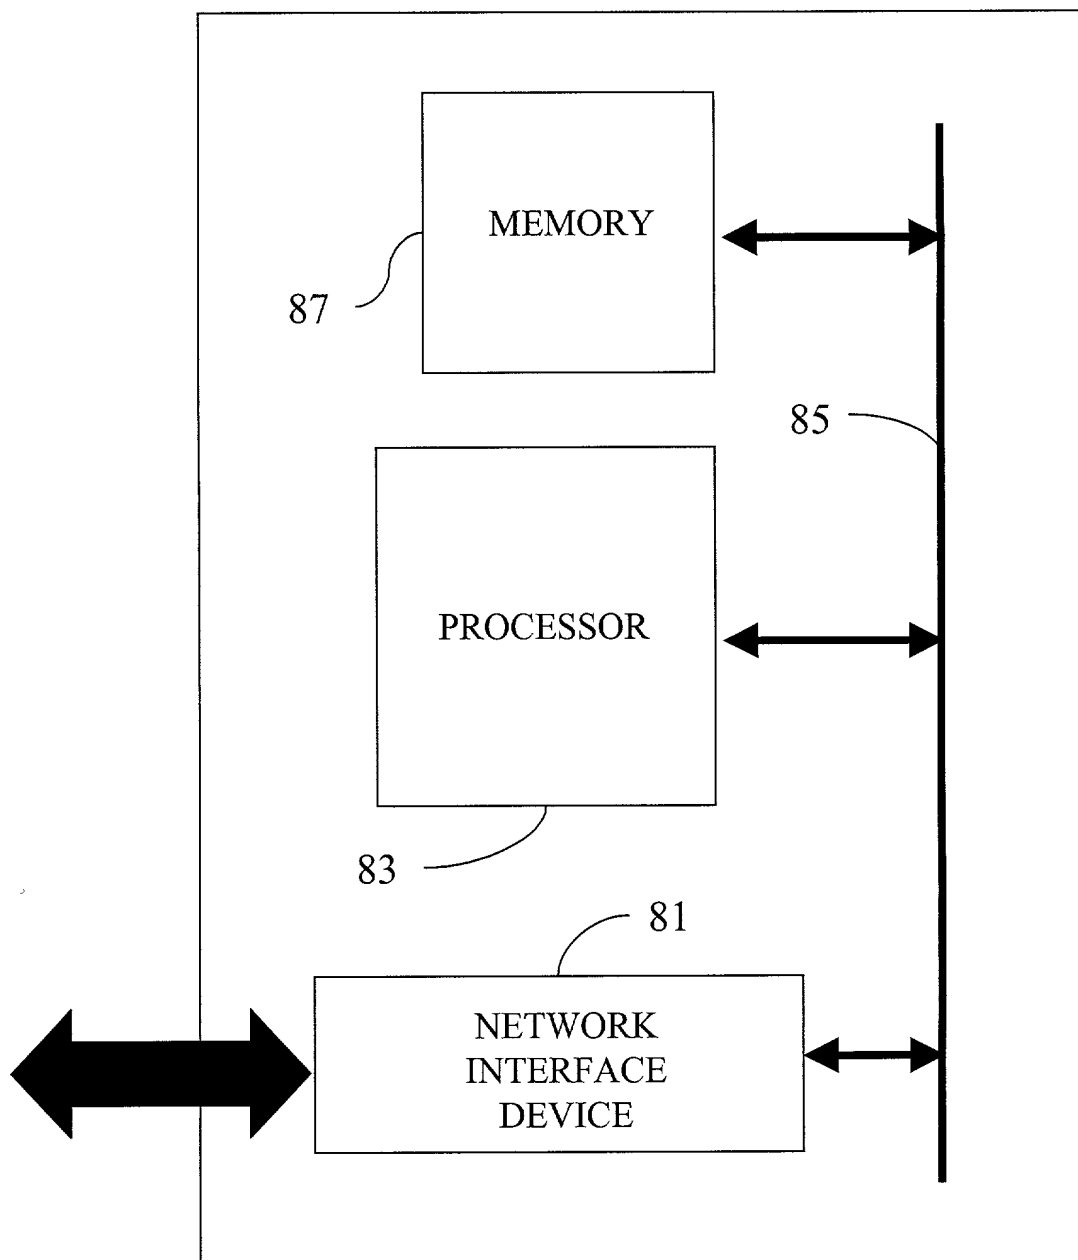 MEMORY
87
85
PROCESSOR
83
81
NETWORK
INTERFACE
DEVICE